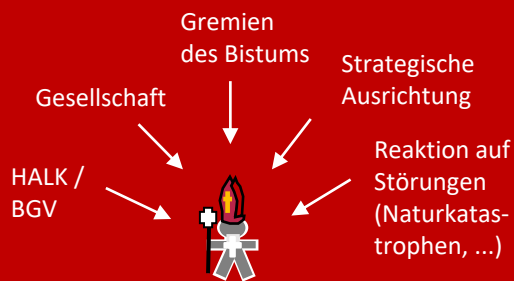 Gremien
des Bistums
Strategische
Ausrichtung
Gesellschaft
Reaktion auf
Störungen
(Naturkatas-
trophen, ...)
HALK /
BGV